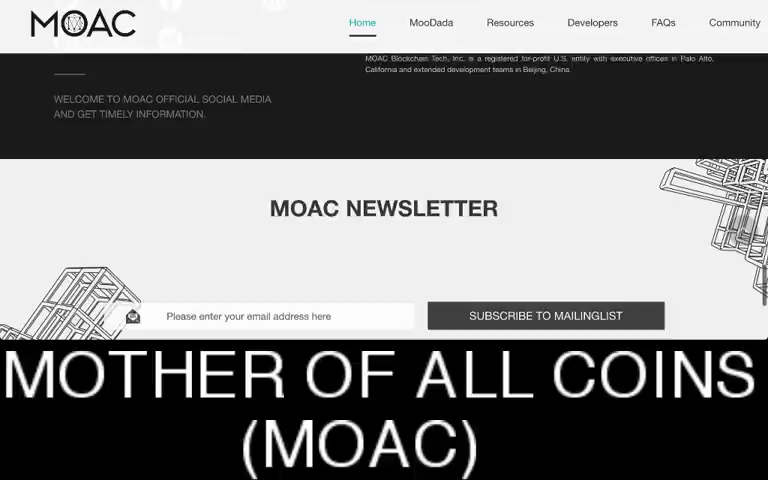 MOAC
Home MooDada Resources Developers FAQs Community
MOAC Blockchain Tech, Inc. is a registered for-profit U.S. entity with executive offices in Palo Alto,
California and extended development teams in Beijing, China.
WELCOME TO MOAC OFFICIAL SOCIAL MEDIA
AND GET TIMELY INFORMATION.
MOAC NEWSLETTER
Please enter your email address here
SUBSCRIBE TO MAILINGLIST
MOTHER OF ALL COINS
(MOAC)